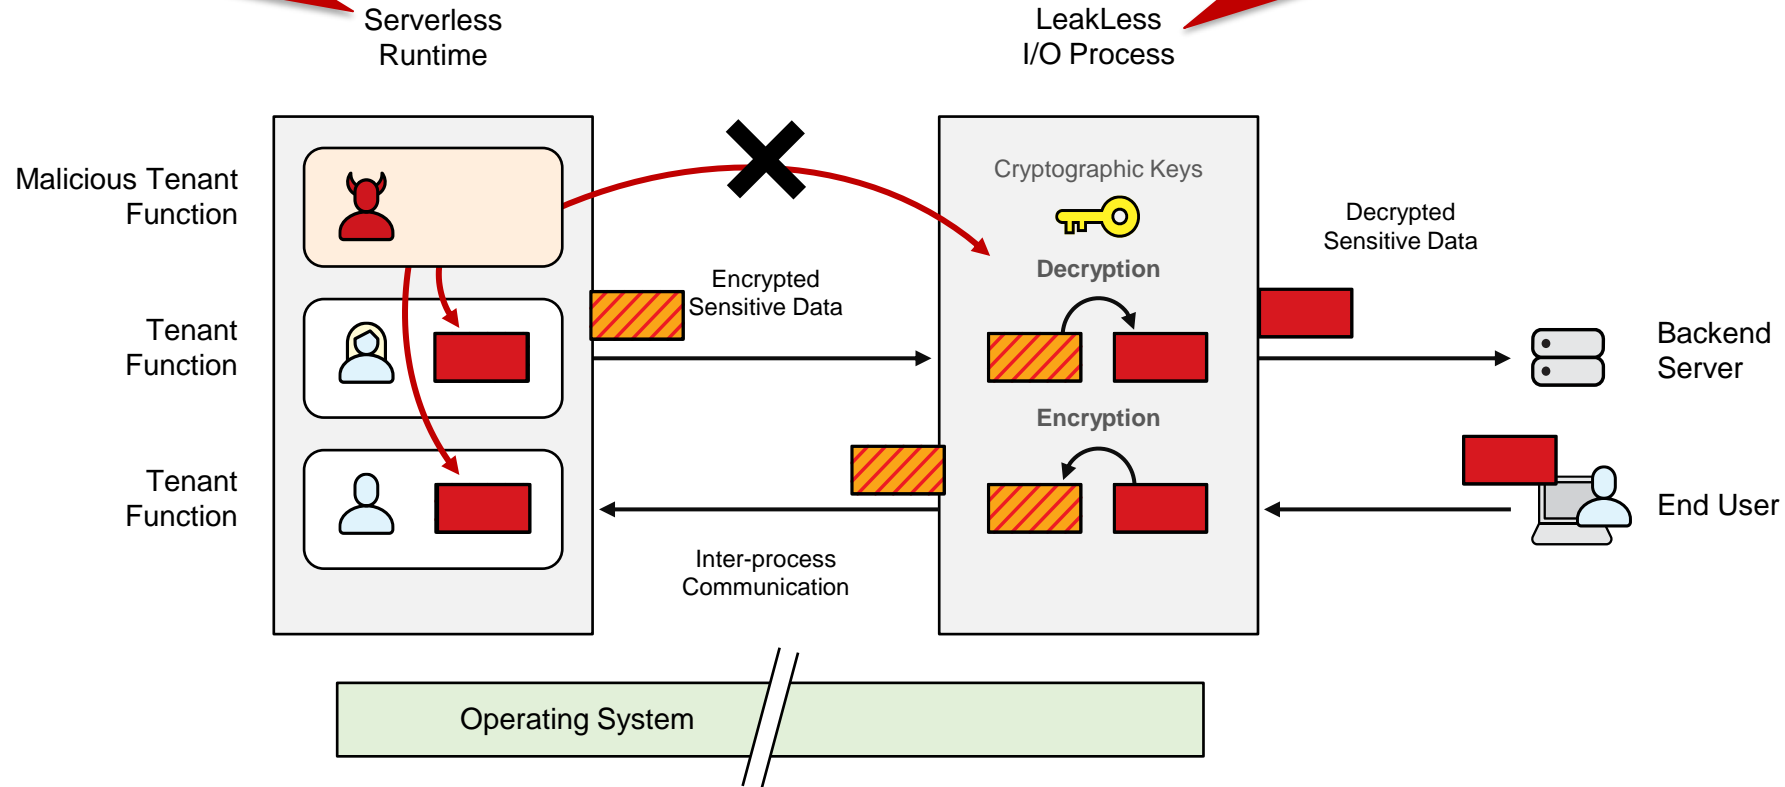 Serverless
Runtime
LeakLess
I/O Process
Malicious Tenant
Function
Cryptographic Keys
Decrypted
Sensitive Data
Decryption
Encrypted
Sensitive Data
Tenant
Function
Backend
Server
Encryption
Tenant
Function
End User
Inter-process
Communication
Operating System